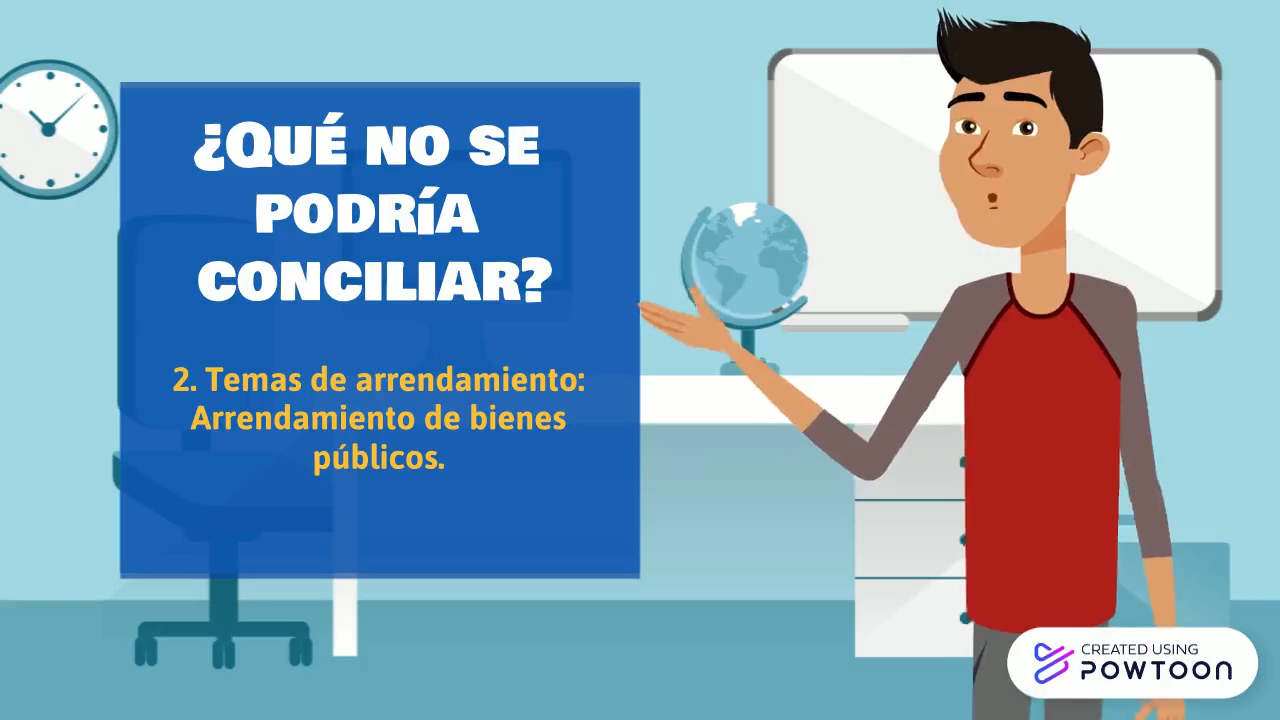 ¿QUÉ NO SE
PODRÍA
CONCILIAR?
2. Temas de arrendamiento:
Arrendamiento de bienes
públicos.
CREATED USING
POWTOON